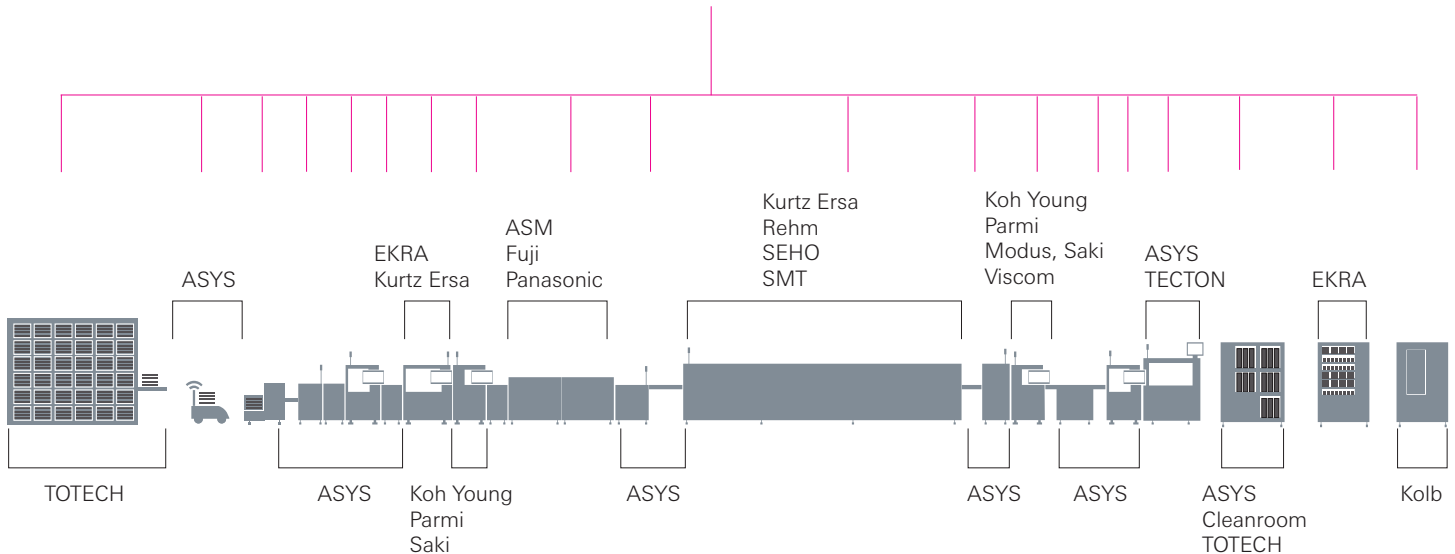 ASYS
EKRA
Kurtz Ersa
ASM
Fuji
Panasonic
Kurtz Ersa
Rehm
SEHO
SMT
Koh Young
Parmi
Modus, Saki
Viscom
ASYS
TECTON
EKRA
TOTECH
ASYS
Koh Young
Parmi
Saki
ASYS
ASYS
ASYS
ASYS
Cleanroom
TOTECH
Kolb